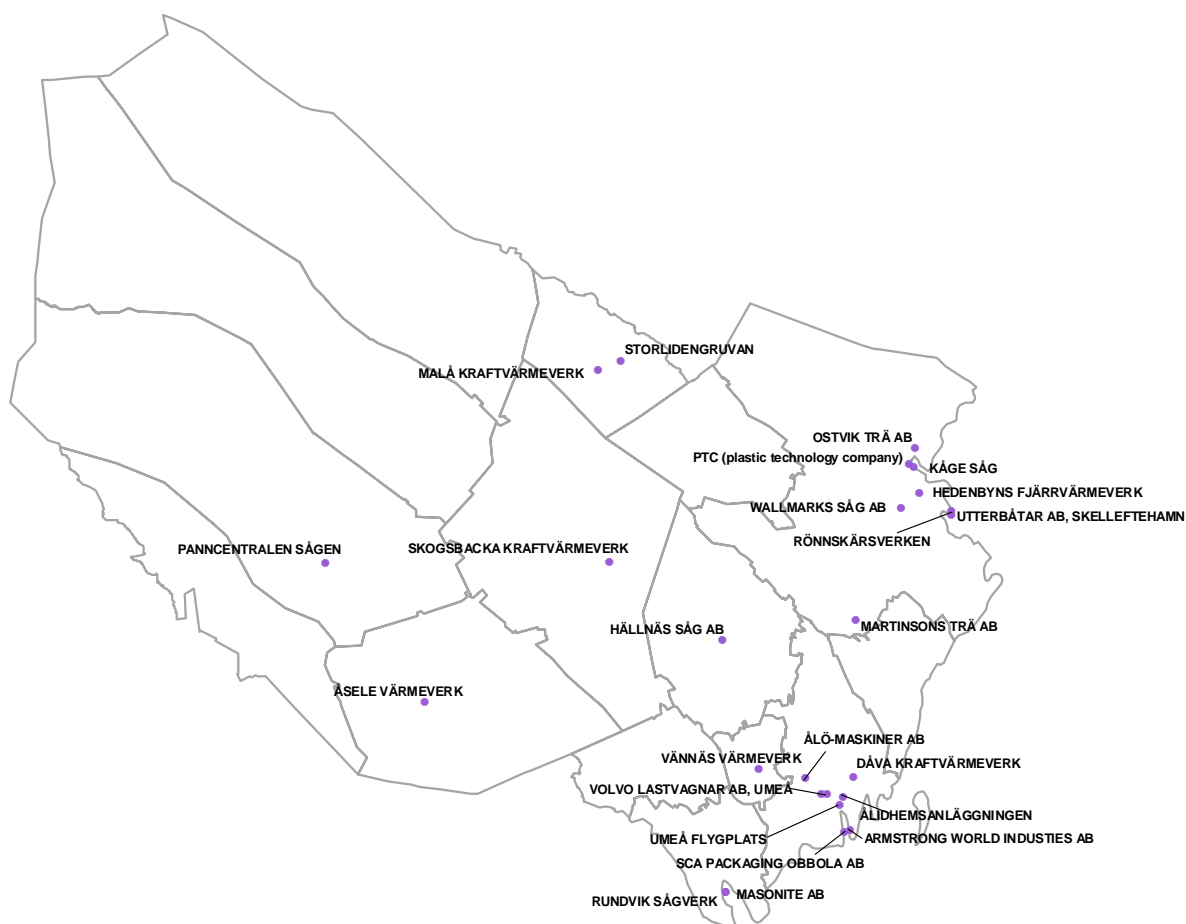 STORLIDENGRUVAN
MALÅ KRAFTVÄRMEVERK
OSTVIK TRÄ AB
PTC (plastic technology company)
KÅGE SÅG
HEDENBYNS FJÄRRVÄRMEVERK
WALLMARKS SÅG AB
UTTERBÅTAR AB, SKELLEFTEHAMN
RÖNNSKÄRSVERKEN
PANNCENTRALEN SÅGEN
SKOGSBACKA KRAFTVÄRMEVERK
HÄLLNÄS SÅG AB
MARTINSONS TRÄ AB
ÅSELE VÄRMEVERK
ÅLÖ-MASKINER AB
VÄNNÄS VÄRMEVERK
DÅVA KRAFTVÄRMEVERK
VOLVO LASTVAGNAR AB, UMEÅ
ÅLIDHEMSANLÄGGNINGEN
UMEÅ FLYGPLATS
ARMSTRONG WORLD INDUSTIES AB
SCA PACKAGING OBBOLA AB
RUNDVIK SÅGVERK
MASONITE AB